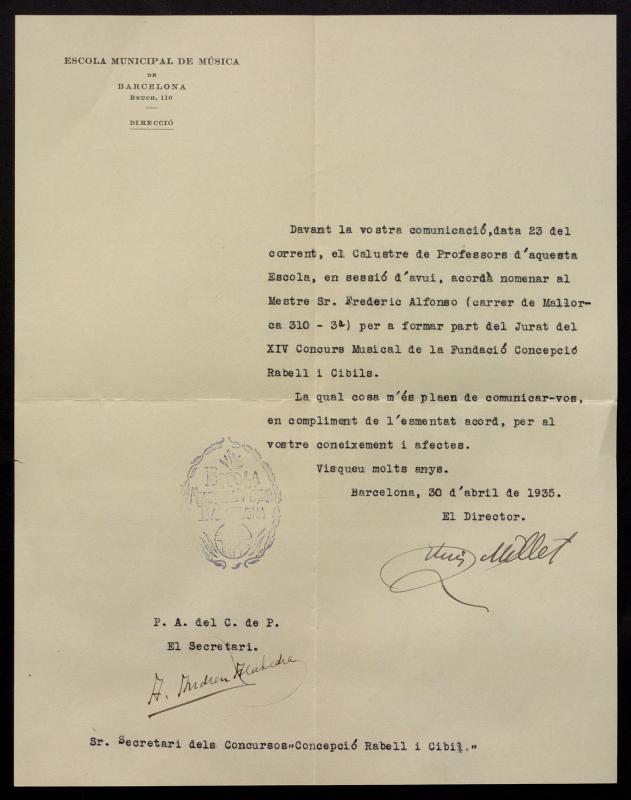 ESCOLA MUNICIPAL DE MÚSICA
DE
BARCELONA
BRUCH, 110
DIRECCIÓ
Davant la vostra comunicació,data 23 del
corrent, el Calustre de Professors d'aquesta
Escola, en sessió d'avui, acordà nomenar al
Mestre Sr. Frederic Alfonso (carrer de Mallor-
ca 310 - 3ª) per a formar part del Jurat del
XIV Concurs Musical de la Fundació Concepció
Rabell i Cibils.
La qual cosa m'és plaen de comunicar-vos,
en compliment de l'esmentat acord, per al
vostre coneixement i afectes.
Visqueu molts anys.
Barcelona, 30 d'abril de 1935.
El Director.
Lluis Millet
ESCOLA
BARCELONA
P. A. del C. de P.
El Secretari.
A.
Sr. Secretari dels Concursos"Concepció Rabell i Cibil."